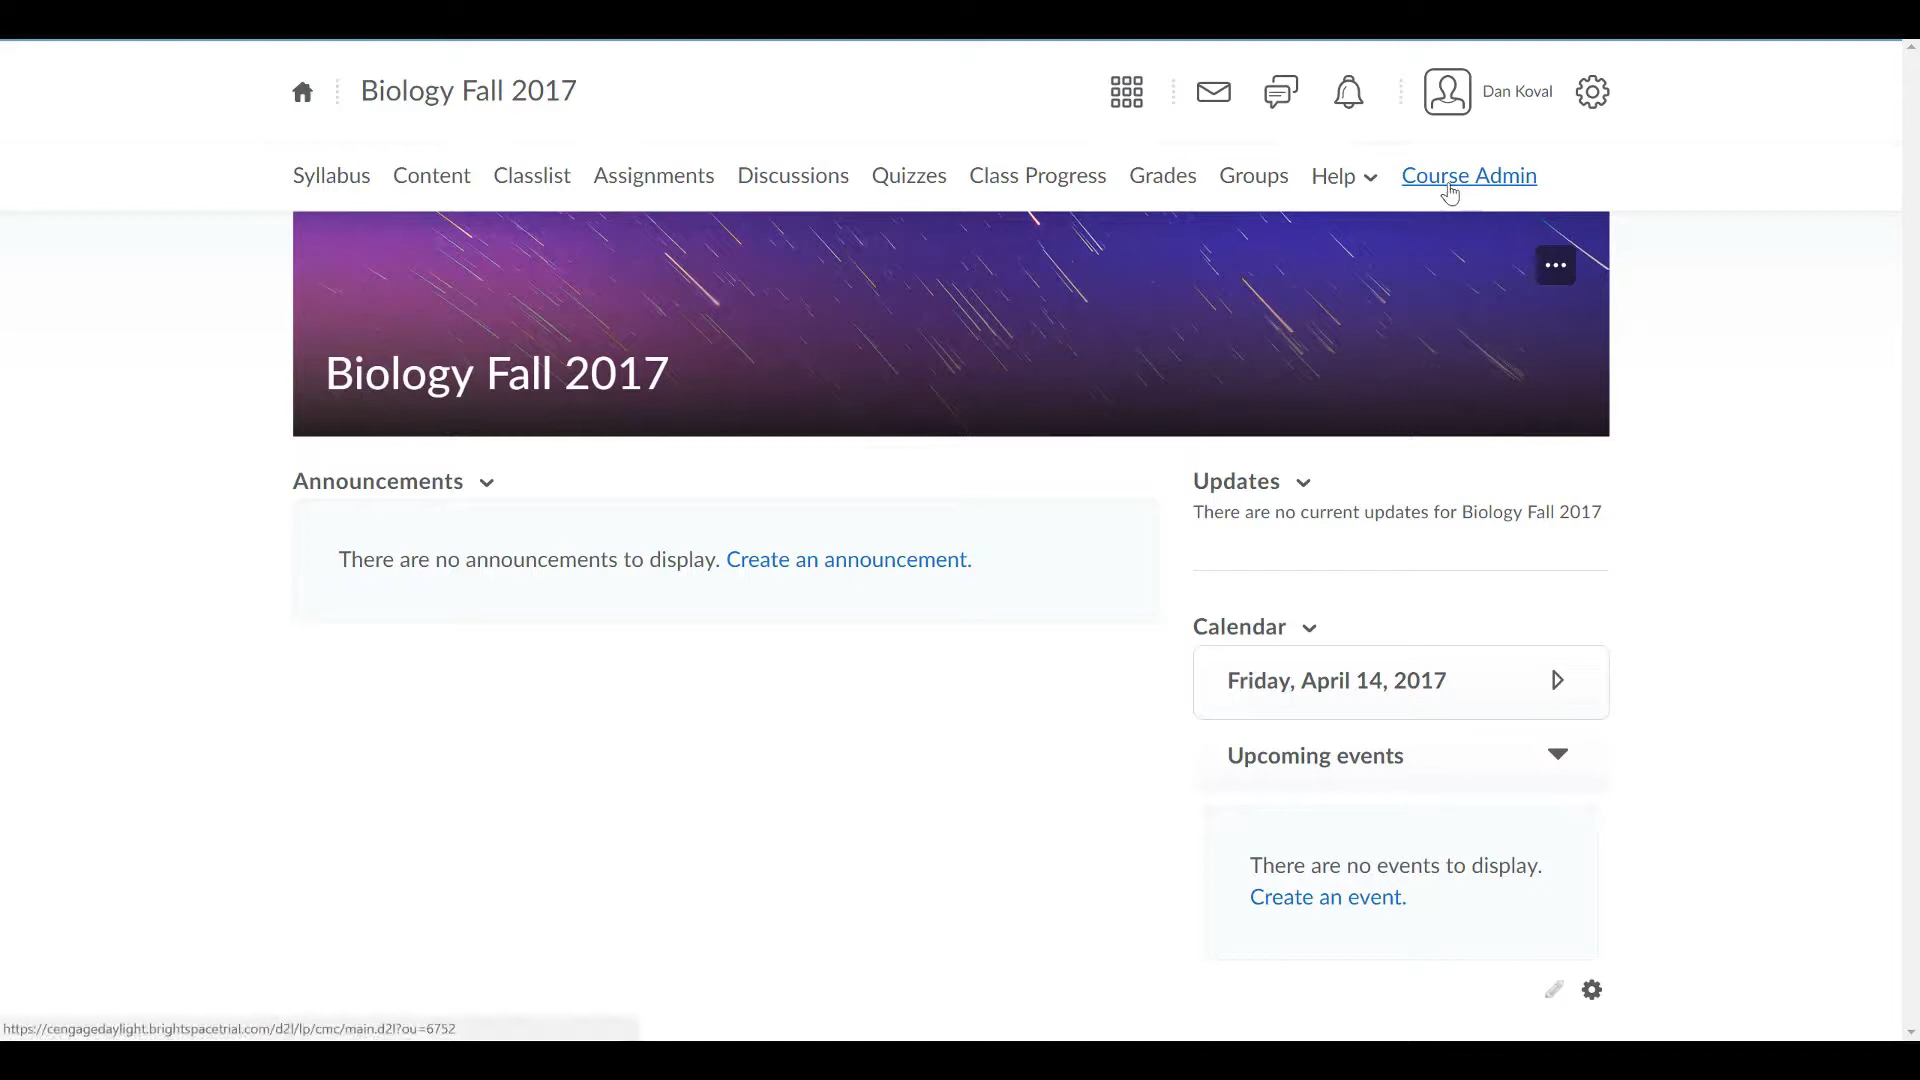 Biology Fall 2017
Dan Koval
Syllabus Content Classlist Assignments Discussions Quizzes Class Progress Grades Groups Help Course Admin
Biology Fall 2017
Announcements
There are no announcements to display. Create an announcement.
Updates
There are no current updates for Biology Fall 2017
Calendar
Friday, April 14, 2017
Upcoming events
There are no events to display.
Create an event.
https://cengagedaylight.brightspacetrial.com/d2l/lp/cmc/main.d2l?ou=6752